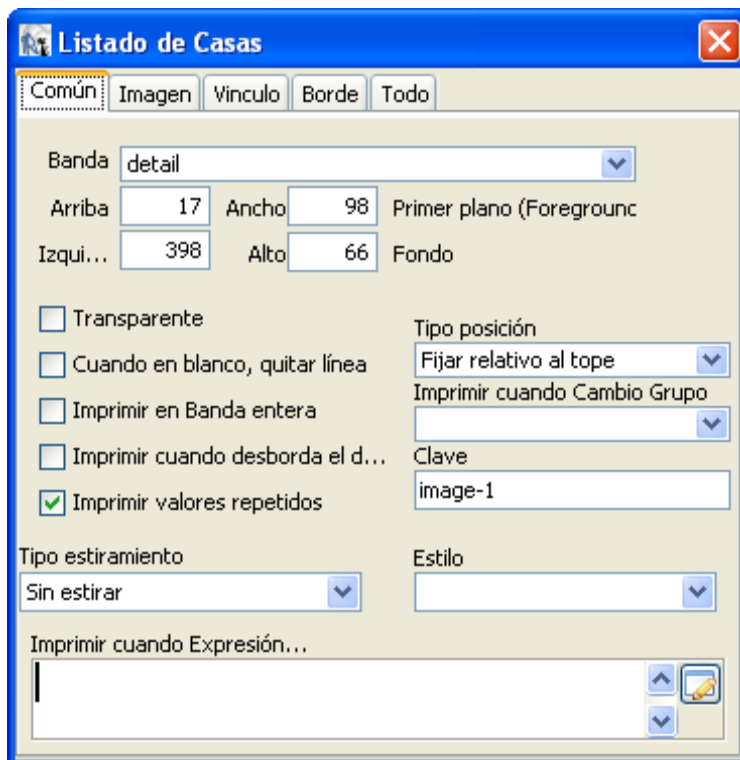 Listado de Casas
Común Imagen Vinculo Borde Todo
Banda detail
Arriba 17 Ancho 98 Primer plano (Foregrounc
Izqui... 398 Alto 66 Fondo
Transparente
Tipo posición
Cuando en blanco, quitar línea
Fijar relativo al tope
Imprimir en Banda entera
Imprimir cuando Cambio Grupo
Imprimir cuando desborda el d...
Clave
Imprimir valores repetidos
image-1
Tipo estiramiento
Estilo
Sin estirar
Imprimir cuando Expresión...